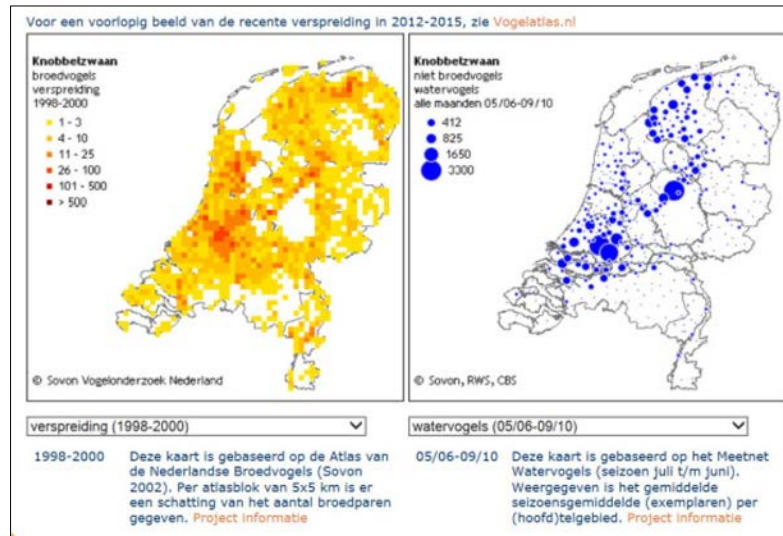 Voor een voorlopig beeld van de recente verspreiding in 2012-2015, zie Vogelatlas.nl
Knobbelzwaan
broedvogels
verspreiding
1998-2000
1 - 3
4 - 10
11 - 25
26 - 100
101 - 500
> 500
© Sovon Vogelonderzoek Nederland
Knobbelzwaan
niet broedvogels
watervogels
alle maanden 05/06-09/10
412
825
1650
3300
© Sovon, RWS, CBS
verspreiding (1998-2000)
watervogels (05/06-09/10)
1998-2000
Deze kaart is gebaseerd op de Atlas van
de Nederlandse Broedvogels (Sovon
2002). Per atlasblok van 5x5 km is er
een schatting van het aantal broedparen
gegeven. Project informatie
05/06-09/10
Deze kaart is gebaseerd op het Meetnet
Watervogels (seizoen juli t/m juni).
Weergegeven is het gemiddelde
seizoensgemiddelde (exemplaren) per
(hoofd)telgebied. Project informatie